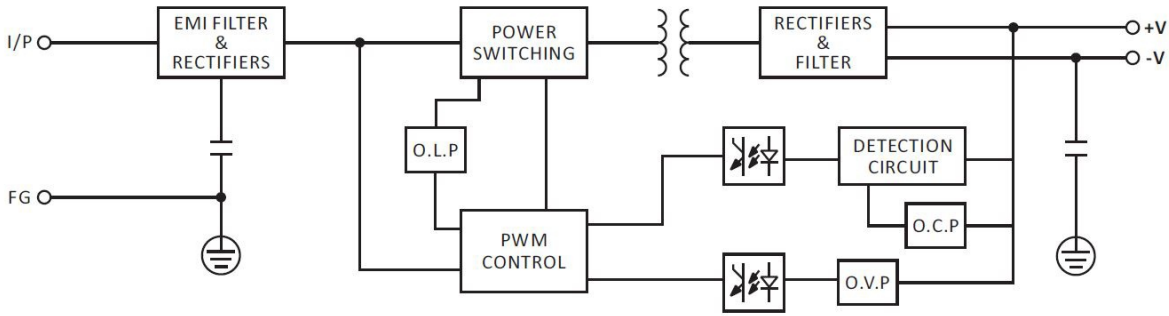 I/P
EMI FILTER
&
RECTIFIERS
POWER
SWITCHING
RECTIFIERS
&
FILTER
+V
-V
O.L.P
DETECTION
CIRCUIT
FG
O.C.P
PWM
CONTROL
O.V.P